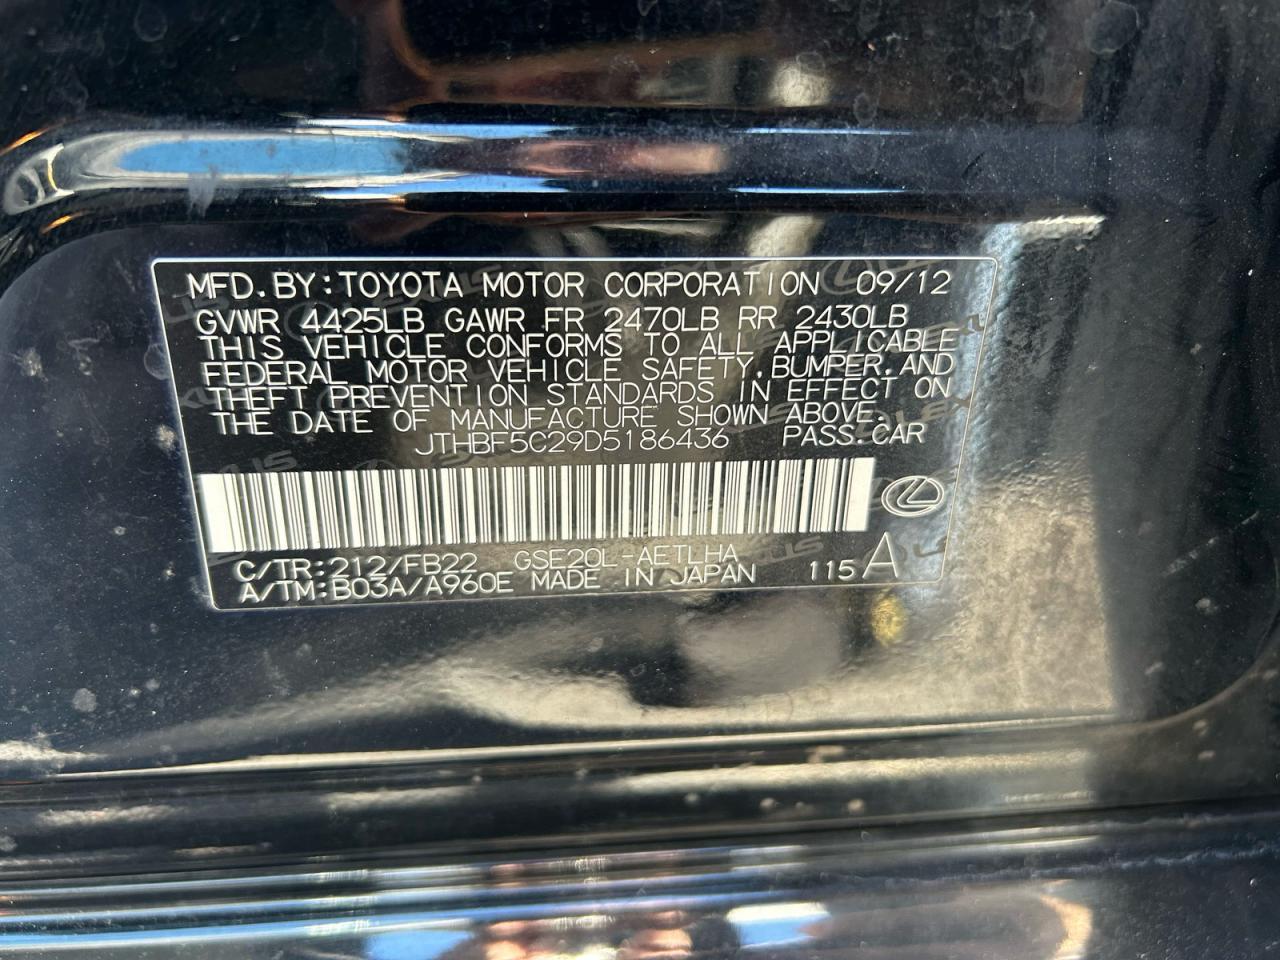 MFD. BY: TOYOTA MOTOR CORPORATION 09/12
GVWR 4425LB GAWR FR 2470LB RR 2430LB
THIS VEHICLE CONFORMS TO ALL APPLICABLE
FEDERAL MOTOR VEHICLE SAFETY, BUMPER, AND
THEFT PREVENTION STANDARDS IN EFFECT ON
THE DATE OF MANUFACTURE SHOWN ABOVE.
JTHBF5C29D5186436 PASS. CAR
C/TR: 212/FB22 GSE20L-AETLHA
A/TM: B03A/A960E MADE IN JAPAN 115 A